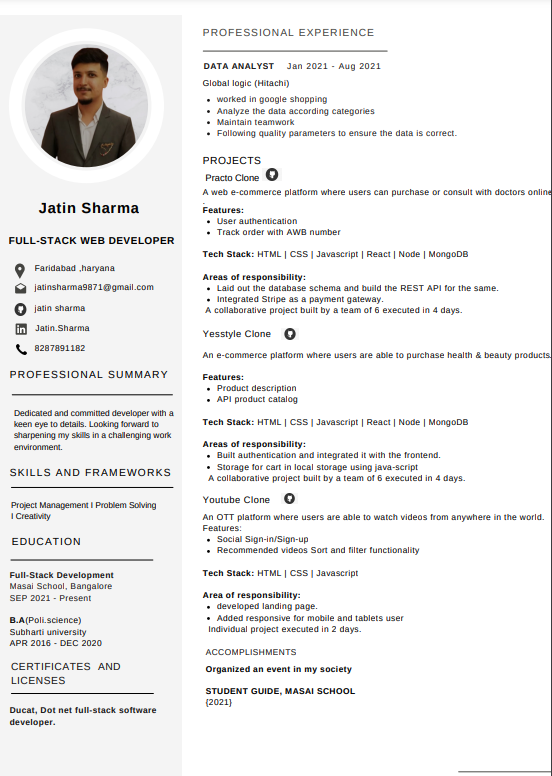 Jatin Sharma
FULL-STACK WEB DEVELOPER
Faridabad ,haryana
jatinsharma9871@gmail.com
jatin sharma
Jatin.Sharma
8287891182
PROFESSIONAL SUMMARY
Dedicated and committed developer with a
keen eye to details. Looking forward to
sharpening my skills in a challenging work
environment.
SKILLS AND FRAMEWORKS
Project Management I Problem Solving
I Creativity
EDUCATION
Full-Stack Development
Masai School, Bangalore
SEP 2021 - Present
B.A(Poli.science)
Subharti university
APR 2016 - DEC 2020
CERTIFICATES AND
LICENSES
Ducat, Dot net full-stack software
developer.
PROFESSIONAL EXPERIENCE
DATA ANALYST Jan 2021 - Aug 2021
Global logic (Hitachi)
• worked in google shopping
• Analyze the data according categories
• Maintain teamwork
• Following quality parameters to ensure the data is correct.
PROJECTS
Practo Clone
A web e-commerce platform where users can purchase or consult with doctors online
.
Features:
• User authentication
• Track order with AWB number
Tech Stack: HTML | CSS | Javascript | React | Node | MongoDB
Areas of responsibility:
• Laid out the database schema and build the REST API for the same.
• Integrated Stripe as a payment gateway.
A collaborative project built by a team of 6 executed in 4 days.
Yesstyle Clone
An e-commerce platform where users are able to purchase health & beauty products.
Features:
• Product description
• API product catalog
Tech Stack: HTML | CSS | Javascript | React | Node | MongoDB
Areas of responsibility:
• Built authentication and integrated it with the frontend.
• Storage for cart in local storage using java-script
A collaborative project built by a team of 6 executed in 4 days.
Youtube Clone
An OTT platform where users are able to watch videos from anywhere in the world.
Features:
• Social Sign-in/Sign-up
• Recommended videos Sort and filter functionality
Tech Stack: HTML | CSS | Javascript
Area of responsibility:
• developed landing page.
• Added responsive for mobile and tablets user
Individual project executed in 2 days.
ACCOMPLISHMENTS
Organized an event in my society
STUDENT GUIDE, MASAI SCHOOL
{2021}